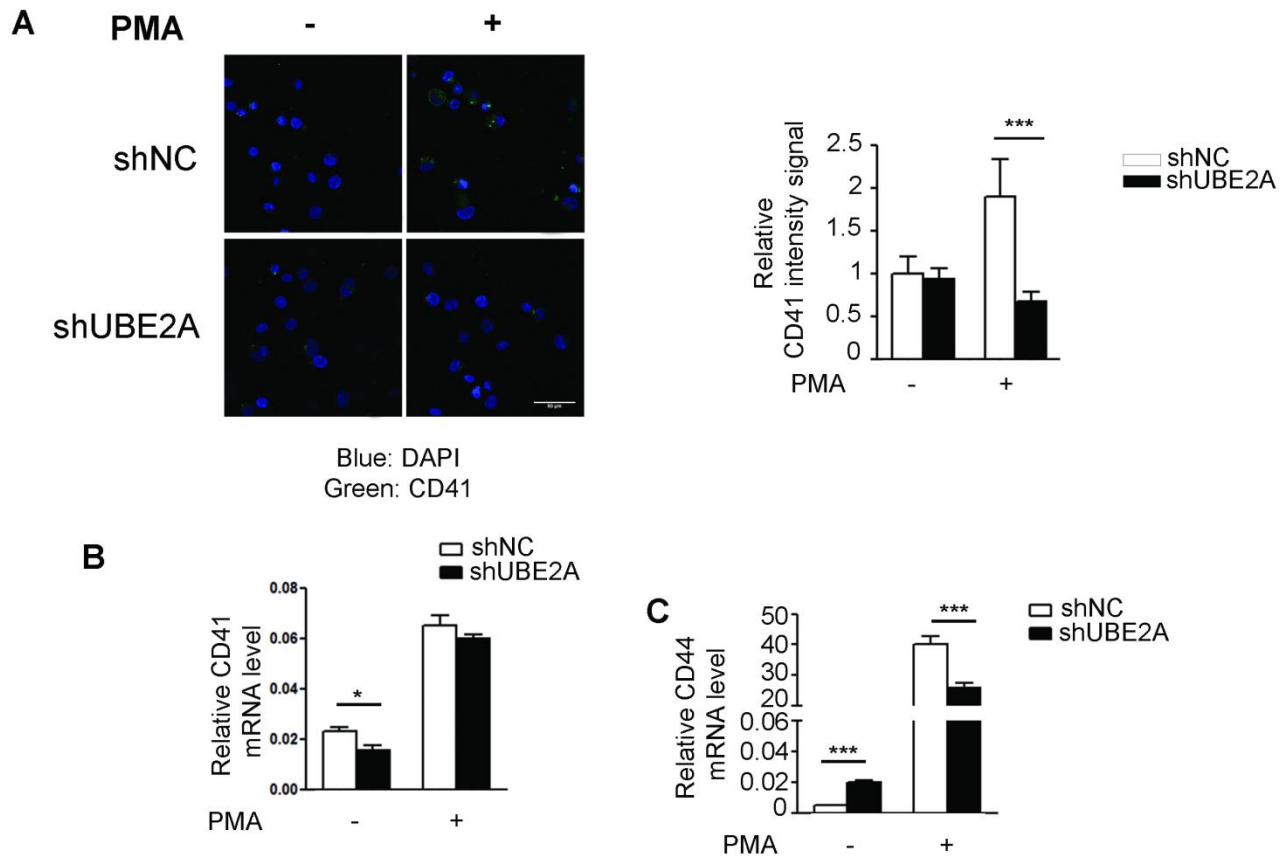 A
PMA
-
+
shNC
shUBE2A
50 µm
Blue: DAPI
Green: CD41
***
2.5
2
1.5
1
0.5
0
Relative
CD41 intensity signal
PMA
-
+
shNC
shUBE2A
B
shNC
shUBE2A
0.08
0.06
0.04
0.02
0.00
Relative CD41
mRNA level
*
PMA
-
+
C
shNC
shUBE2A
50
40
30
20
0.06
0.04
0.02
0
Relative CD44
mRNA level
***
***
PMA
-
+